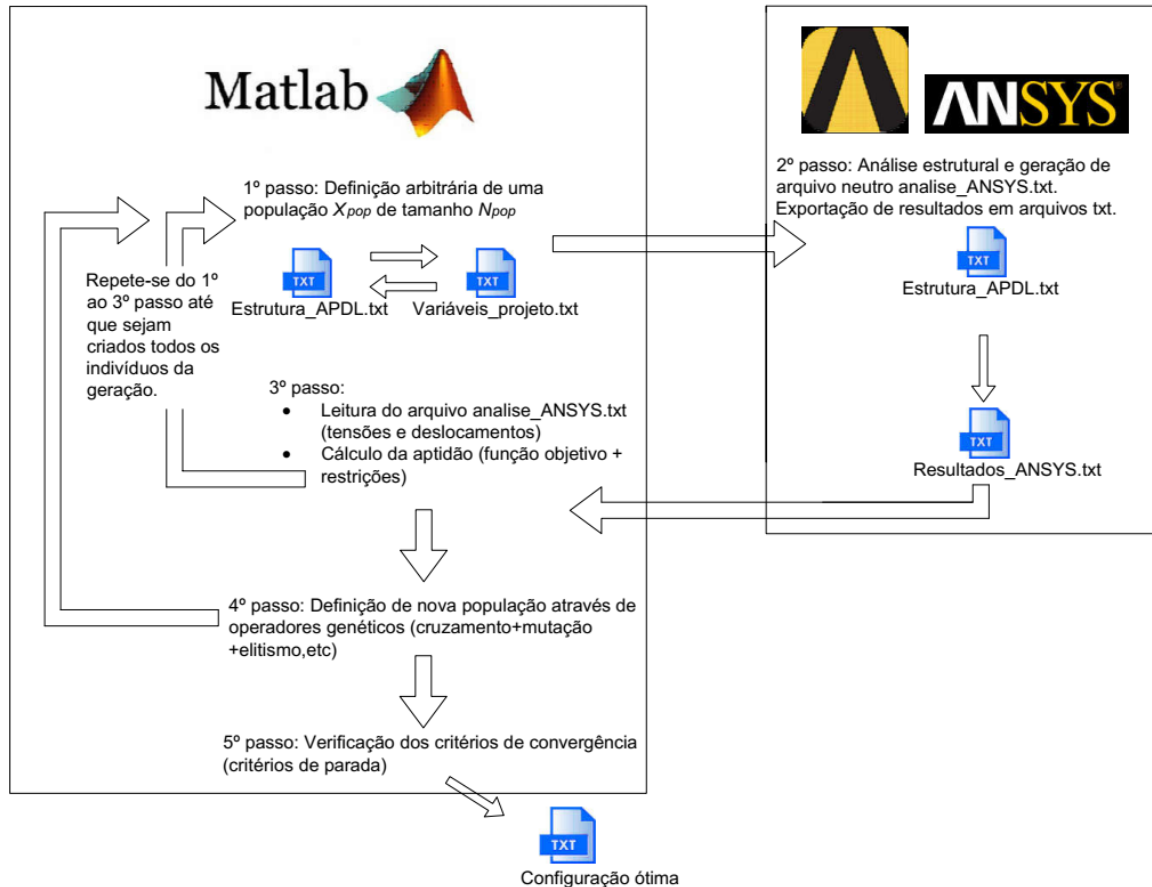 Matlab
ANSYS®
1º passo: Definição arbitrária de uma
população Xpop de tamanho Npop
TXT
TXT
Estrutura_APDL.txt
Variáveis_projeto.txt
Repete-se do 1º
ao 3º passo até
que sejam
criados todos os
indivíduos da
geração.
2º passo: Análise estrutural e geração de
arquivo neutro analise_ANSYS.txt.
Exportação de resultados em arquivos txt.
TXT
Estrutura_APDL.txt
TXT
Resultados_ANSYS.txt
3º passo:
• Leitura do arquivo analise_ANSYS.txt
(tensões e deslocamentos)
• Cálculo da aptidão (função objetivo +
restrições)
4º passo: Definição de nova população através de
operadores genéticos (cruzamento+mutação
+elitismo,etc)
5º passo: Verificação dos critérios de convergência
(critérios de parada)
TXT
Configuração ótima